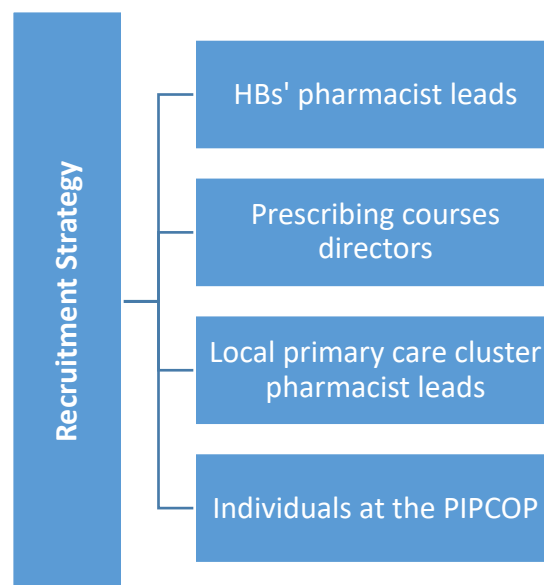 Recruitment Strategy
HBs' pharmacist leads
Prescribing courses
directors
Local primary care cluster
pharmacist leads
Individuals at the PIPCOP